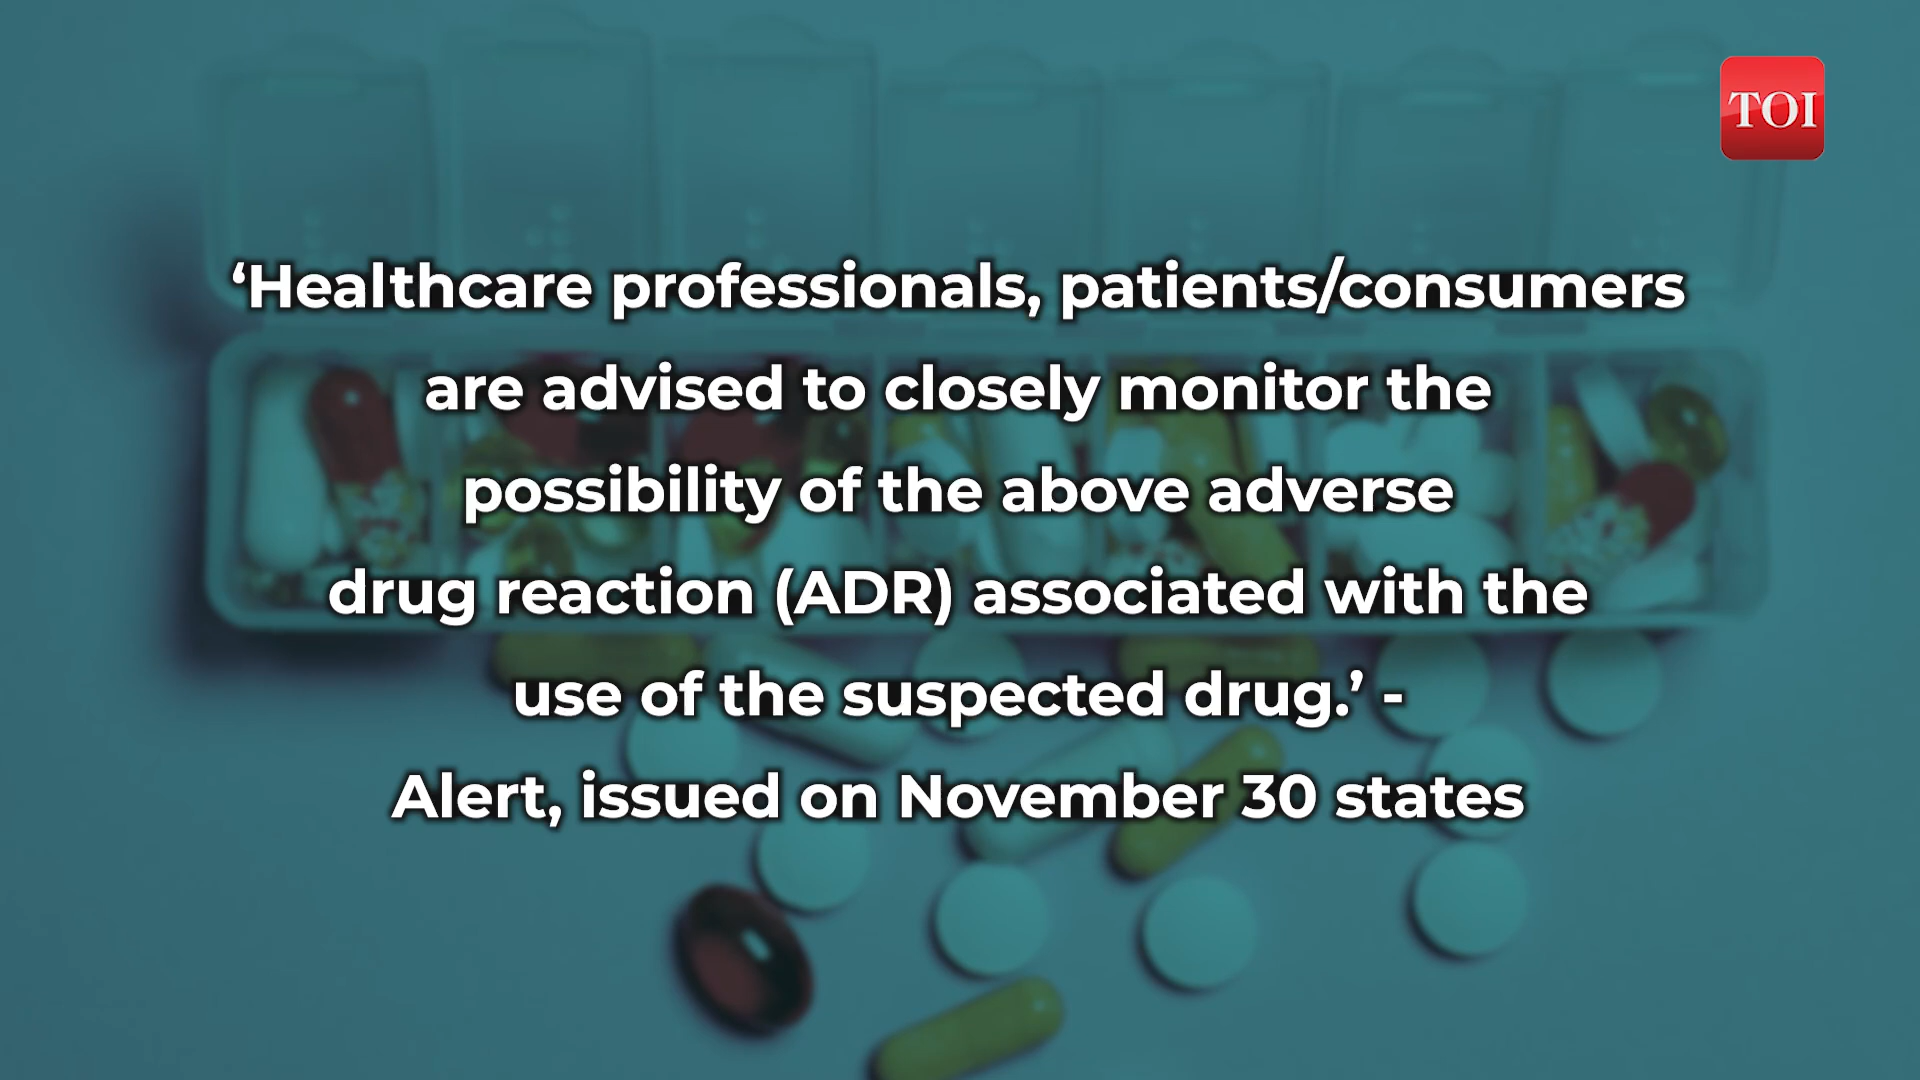 TOI
‘Healthcare professionals, patients/consumers
are advised to closely monitor the
possibility of the above adverse
drug reaction (ADR) associated with the
use of the suspected drug.’ -
Alert, issued on November 30 states